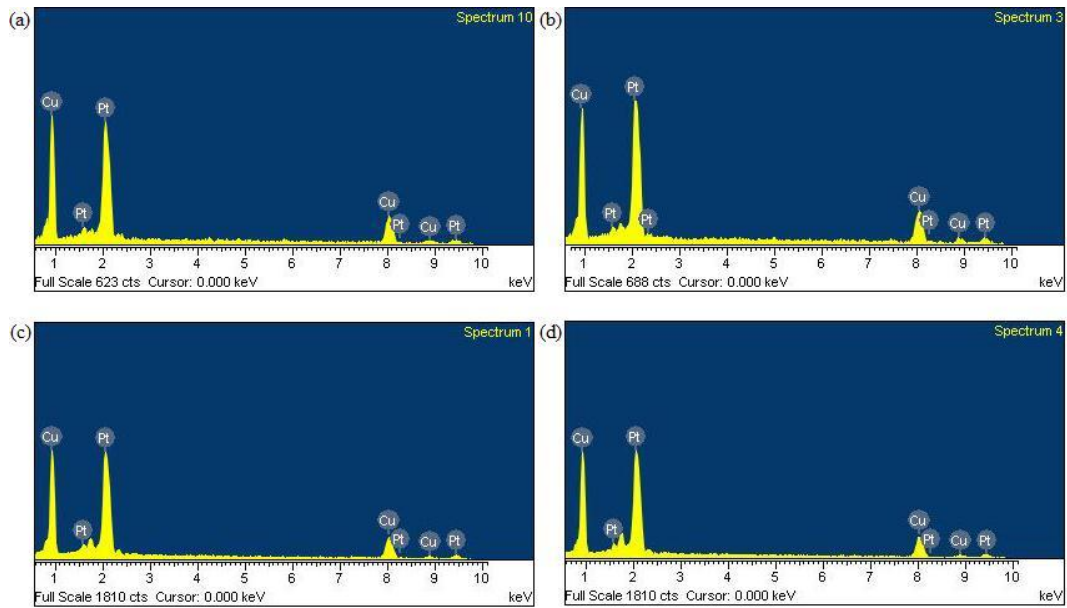 (a)
Spectrum 10
Cu
Pt
Pt
Cu
Pt
Cu
Pt
1 2 3 4 5 6 7 8 9 10
Full Scale 623 cts Cursor: 0.000 keV keV
(b)
Spectrum 3
Cu
Pt
Pt
Pt
Cu
Pt
Cu
Pt
1 2 3 4 5 6 7 8 9 10
Full Scale 688 cts Cursor: 0.000 keV keV
(c)
Spectrum 1
Cu
Pt
Pt
Cu
Pt
Cu
Pt
1 2 3 4 5 6 7 8 9 10
Full Scale 1810 cts Cursor: 0.000 keV keV
(d)
Spectrum 4
Cu
Pt
Pt
Cu
Pt
Cu
Pt
1 2 3 4 5 6 7 8 9 10
Full Scale 1810 cts Cursor: 0.000 keV keV